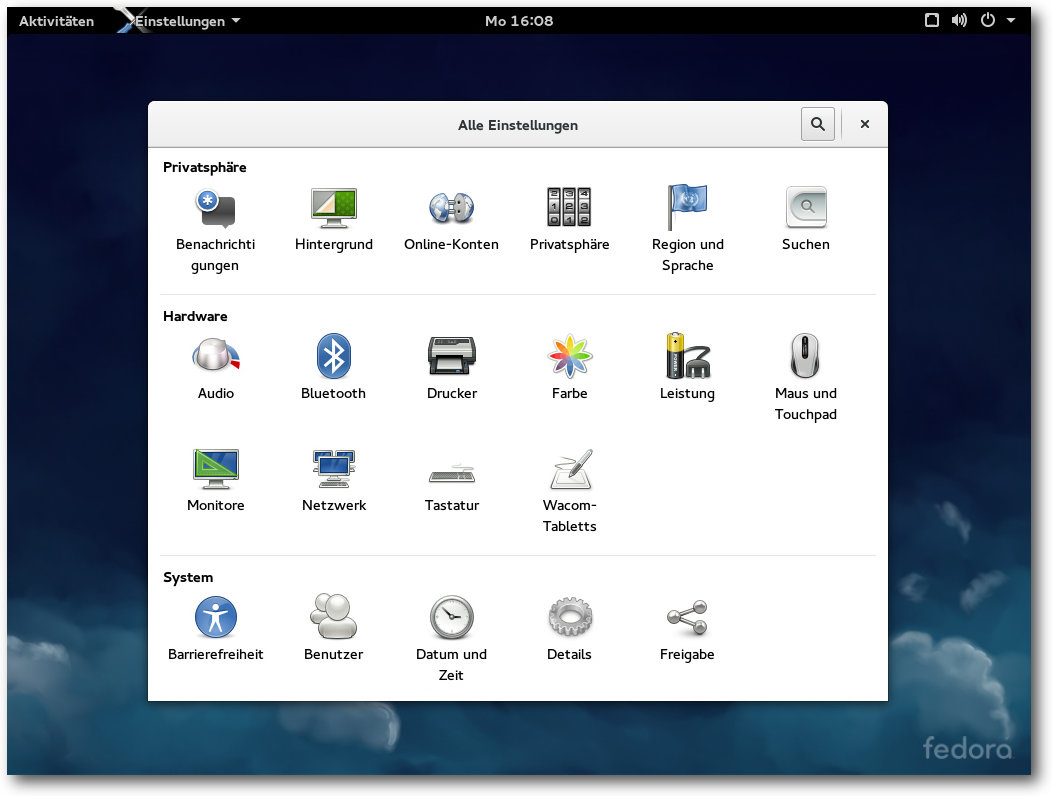 Aktivitäten Einstellungen Mo 16:08
Alle Einstellungen
Privatsphäre
Benachrichti
gungen
Hintergrund
Online-Konten
Privatsphäre
Region und
Sprache
Suchen
Hardware
Audio
Bluetooth
Drucker
Farbe
Leistung
Maus und
Touchpad
Monitore
Netzwerk
Tastatur
Wacom-
Tabletts
System
Barrierefreiheit
Benutzer
Datum und
Zeit
Details
Freigabe
fedora